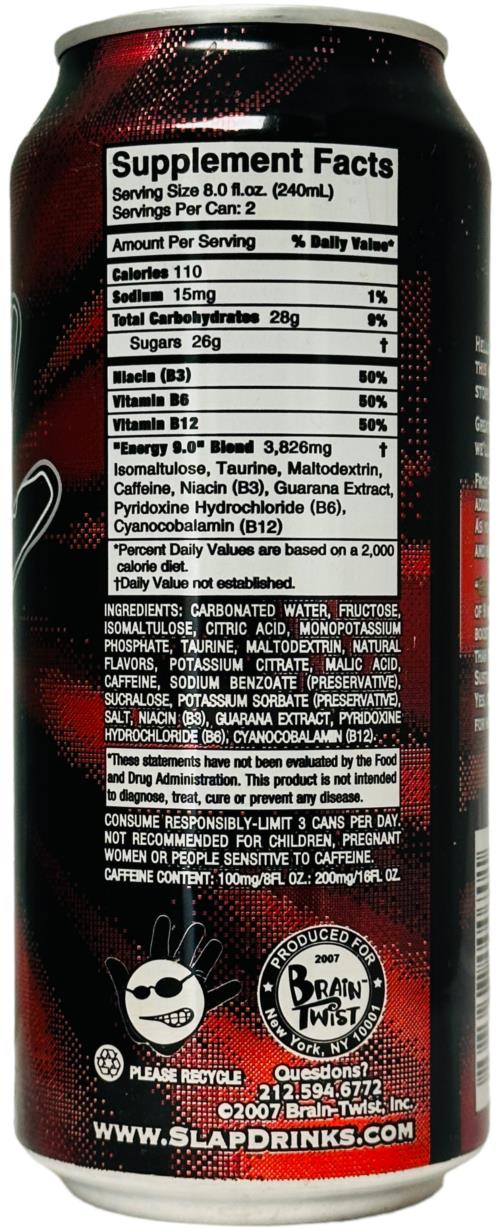 Supplement Facts
Serving Size 8.0 fl.oz. (240mL)
Servings Per Can: 2
Amount Per Serving % Daily Value*
Calories 110
Sodium 15mg 1%
Total Carbohydrates 28g 9%
Sugars 26g †
Niacin (B3) 50%
Vitamin B6 50%
Vitamin B12 50%
"Energy 9.0" Blend 3,826mg †
Isomaltulose, Taurine, Maltodextrin,
Caffeine, Niacin (B3), Guarana Extract,
Pyridoxine Hydrochloride (B6),
Cyanocobalamin (B12)
*Percent Daily Values are based on a 2,000
calorie diet.
†Daily Value not established.
INGREDIENTS: CARBONATED WATER, FRUCTOSE,
ISOMALTULOSE, CITRIC ACID, MONOPOTASSIUM
PHOSPHATE, TAURINE, MALTODEXTRIN, NATURAL
FLAVORS, POTASSIUM CITRATE, MALIC ACID,
CAFFEINE, SODIUM BENZOATE (PRESERVATIVE),
SUCRALOSE, POTASSIUM SORBATE (PRESERVATIVE),
SALT, NIACIN (B3), GUARANA EXTRACT, PYRIDOXINE
HYDROCHLORIDE (B6), CYANOCOBALAMIN (B12).
*These statements have not been evaluated by the Food
and Drug Administration. This product is not intended
to diagnose, treat, cure or prevent any disease.
CONSUME RESPONSIBLY-LIMIT 3 CANS PER DAY.
NOT RECOMMENDED FOR CHILDREN, PREGNANT
WOMEN OR PEOPLE SENSITIVE TO CAFFEINE.
CAFFEINE CONTENT: 100mg/8FL OZ.: 200mg/16FL OZ.
PRODUCED FOR
2007
BRAIN
TWIST
New York, NY 10001
PLEASE RECYCLE
Questions?
212.594.6772
©2007 Brain-Twist, Inc.
WWW.SLAPDRINKS.COM